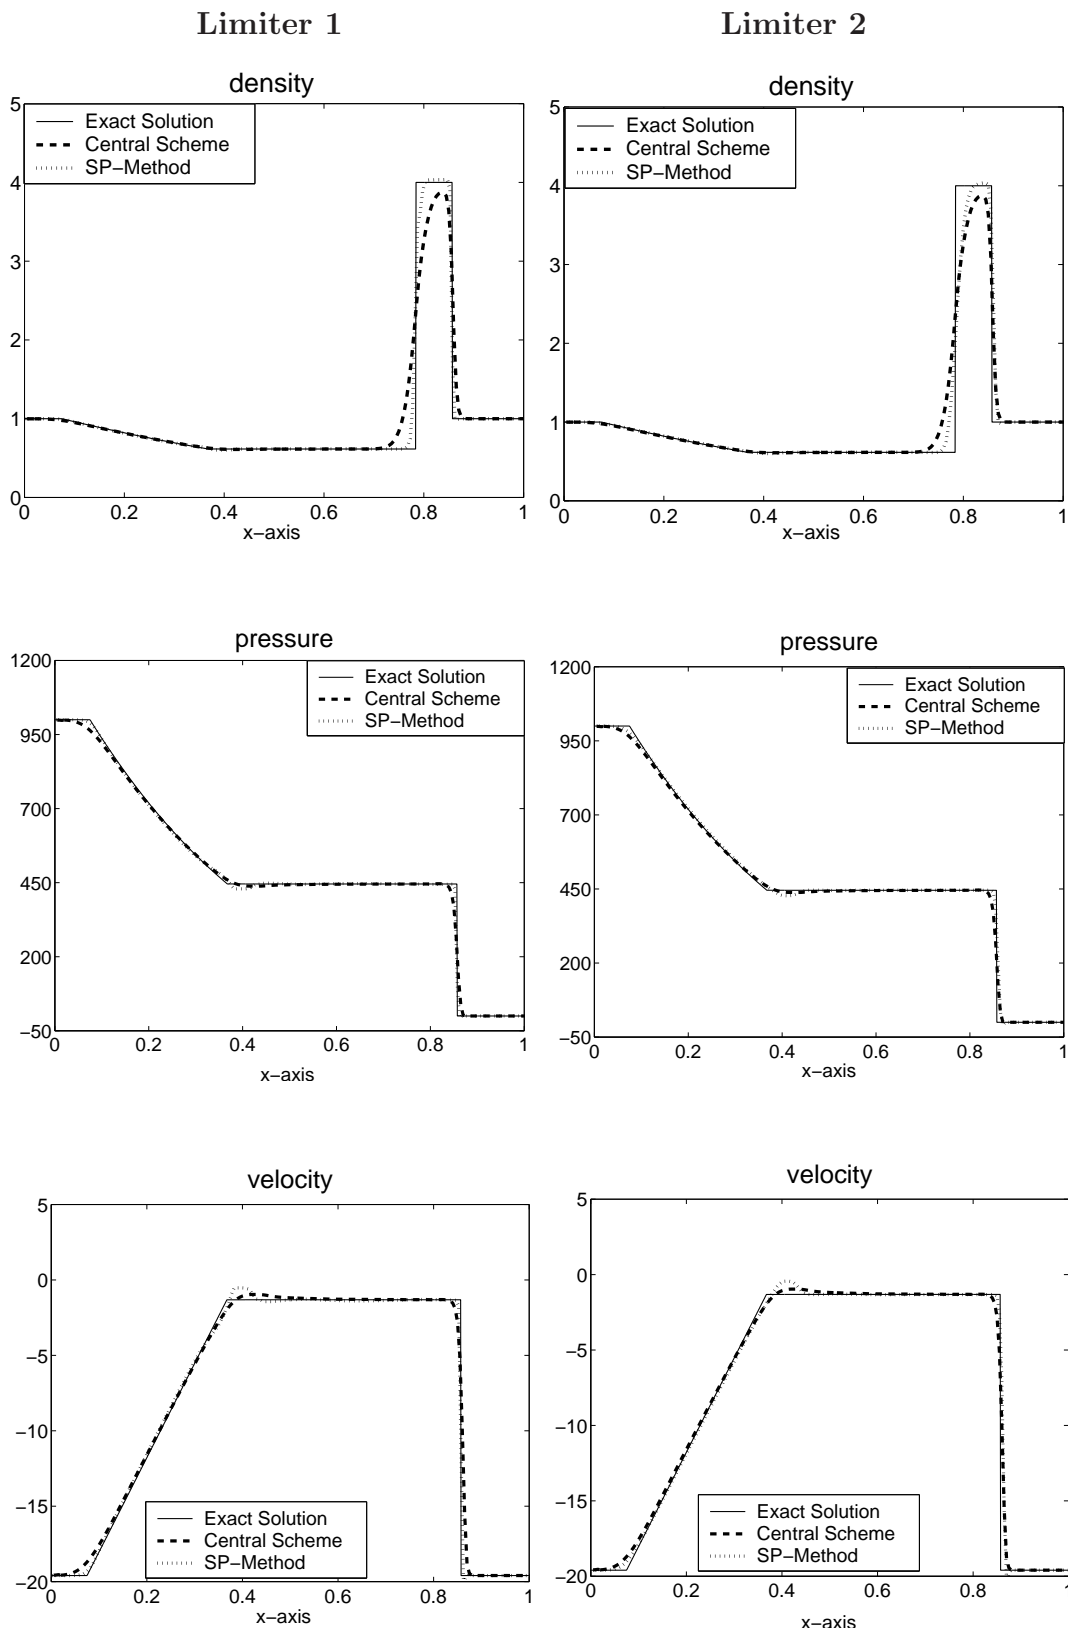 Limiter 1
Limiter 2
density
5
4
3
2
1
0
Exact Solution
Central Scheme
SP−Method
0
0.2
0.4
0.6
0.8
1
x−axis
density
5
4
3
2
1
0
Exact Solution
Central Scheme
SP−Method
0
0.2
0.4
0.6
0.8
1
x−axis
pressure
1200
950
700
450
200
−50
Exact Solution
Central Scheme
SP−Method
0
0.2
0.4
0.6
0.8
1
x−axis
pressure
1200
950
700
450
200
−50
Exact Solution
Central Scheme
SP−Method
0
0.2
0.4
0.6
0.8
1
x−axis
velocity
5
0
−5
−10
−15
−20
Exact Solution
Central Scheme
SP−Method
0
0.2
0.4
0.6
0.8
1
x−axis
velocity
5
0
−5
−10
−15
−20
Exact Solution
Central Scheme
SP−Method
0
0.2
0.4
0.6
0.8
1
x−axis